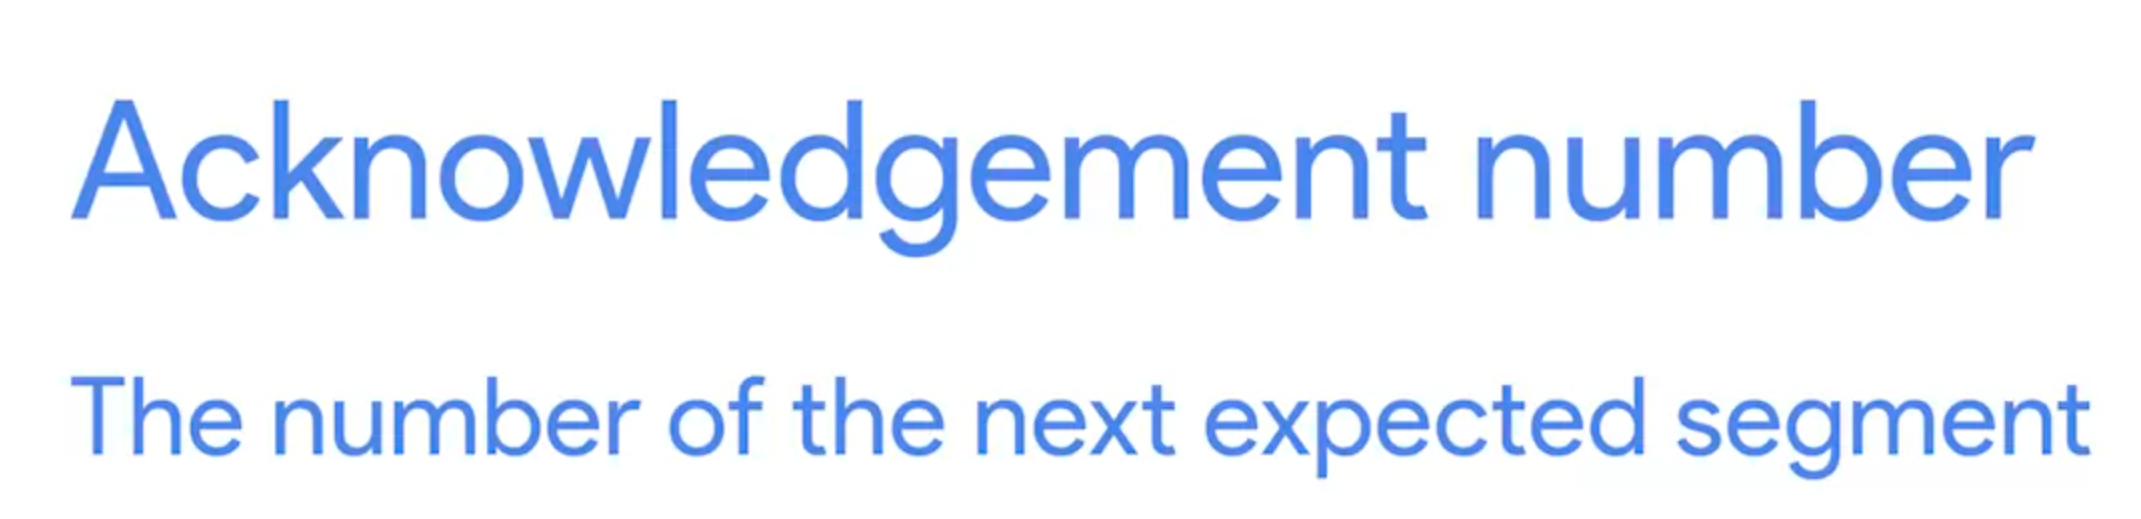 Acknowledgement number
The number of the next expected segment